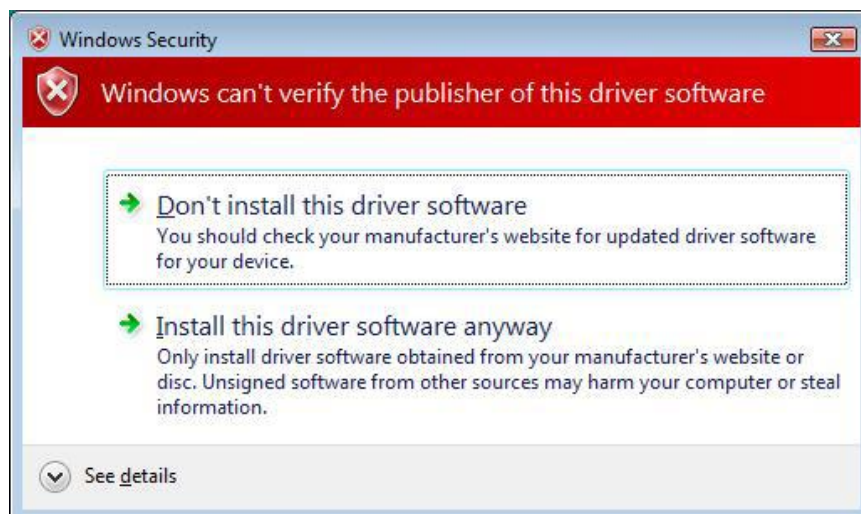 Windows Security
Windows can't verify the publisher of this driver software
Don't install this driver software
You should check your manufacturer's website for updated driver software
for your device.
Install this driver software anyway
Only install driver software obtained from your manufacturer's website or
disc. Unsigned software from other sources may harm your computer or steal
information.
See details